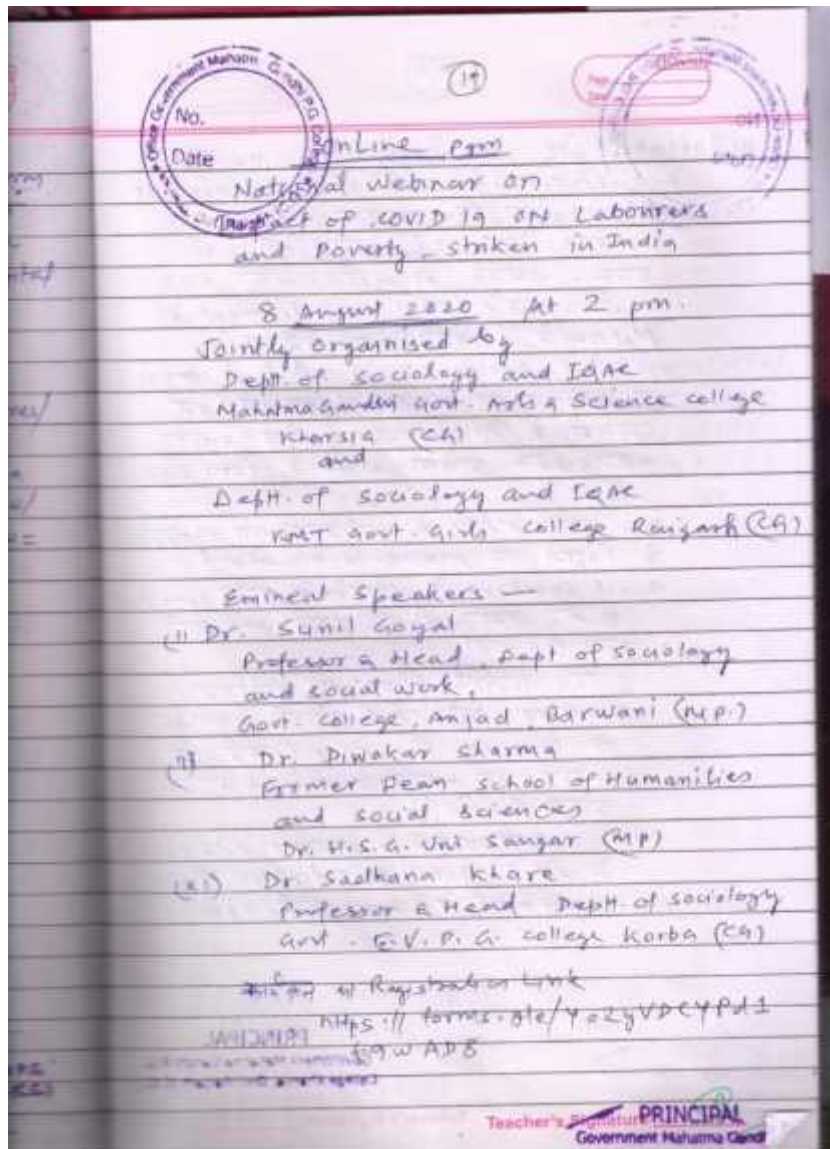 19
No.
Date
Online Pgm
National Webinar on
Impact of COVID 19 on Labourers
and Poverty striken in India
8 August 2020 At 2 pm.
Jointly organised by
Deptt. of sociology and IQAC
Mahatma Gandhi Govt. Arts & Science college
Kharsia (CG)
and
Deptt. of sociology and IQAC
KMT Govt. Girls college Raigarh (CG)
Eminent Speakers —
(i) Dr. Sunil Goyal
Professor & Head, Dept of sociology
and social work,
Govt. college, Anjad, Barwani (M.P.)
(ii) Dr. Diwakar Sharma
Former Dean school of Humanities
and social sciences
Dr. H.S.G. Uni Saugar (MP)
Dr. Sadhana Khare
Professor & Head Deptt. of sociology
Govt. E.V.P.G. college Korba (CG)
Registration Link
https://forms.gle/
Teacher's Signature PRINCIPAL
Government Mahatma Gandhi